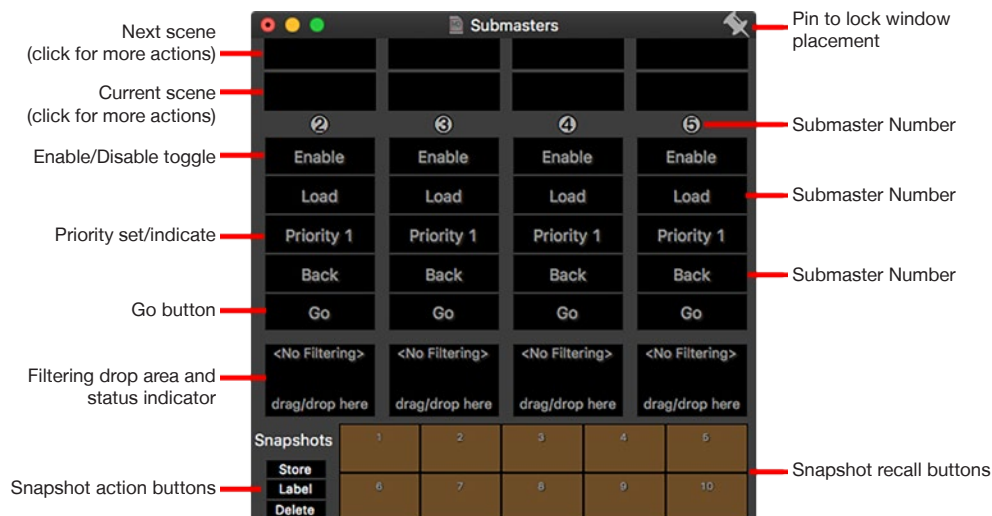 Submasters
Pin to lock window
placement
Next scene
(click for more actions)
Current scene
(click for more actions)
2 3 4 5
Submaster Number
Enable/Disable toggle
Enable Enable Enable Enable
Load Load Load Load
Submaster Number
Priority set/indicate
Priority 1 Priority 1 Priority 1 Priority 1
Back Back Back Back
Submaster Number
Go button
Go Go Go Go
<No Filtering> <No Filtering> <No Filtering> <No Filtering>
Filtering drop area and
status indicator
drag/drop here drag/drop here drag/drop here drag/drop here
Snapshots
1 2 3 4 5
Store
Snapshot recall buttons
Snapshot action buttons
Label
6 7 8 9 10
Delete